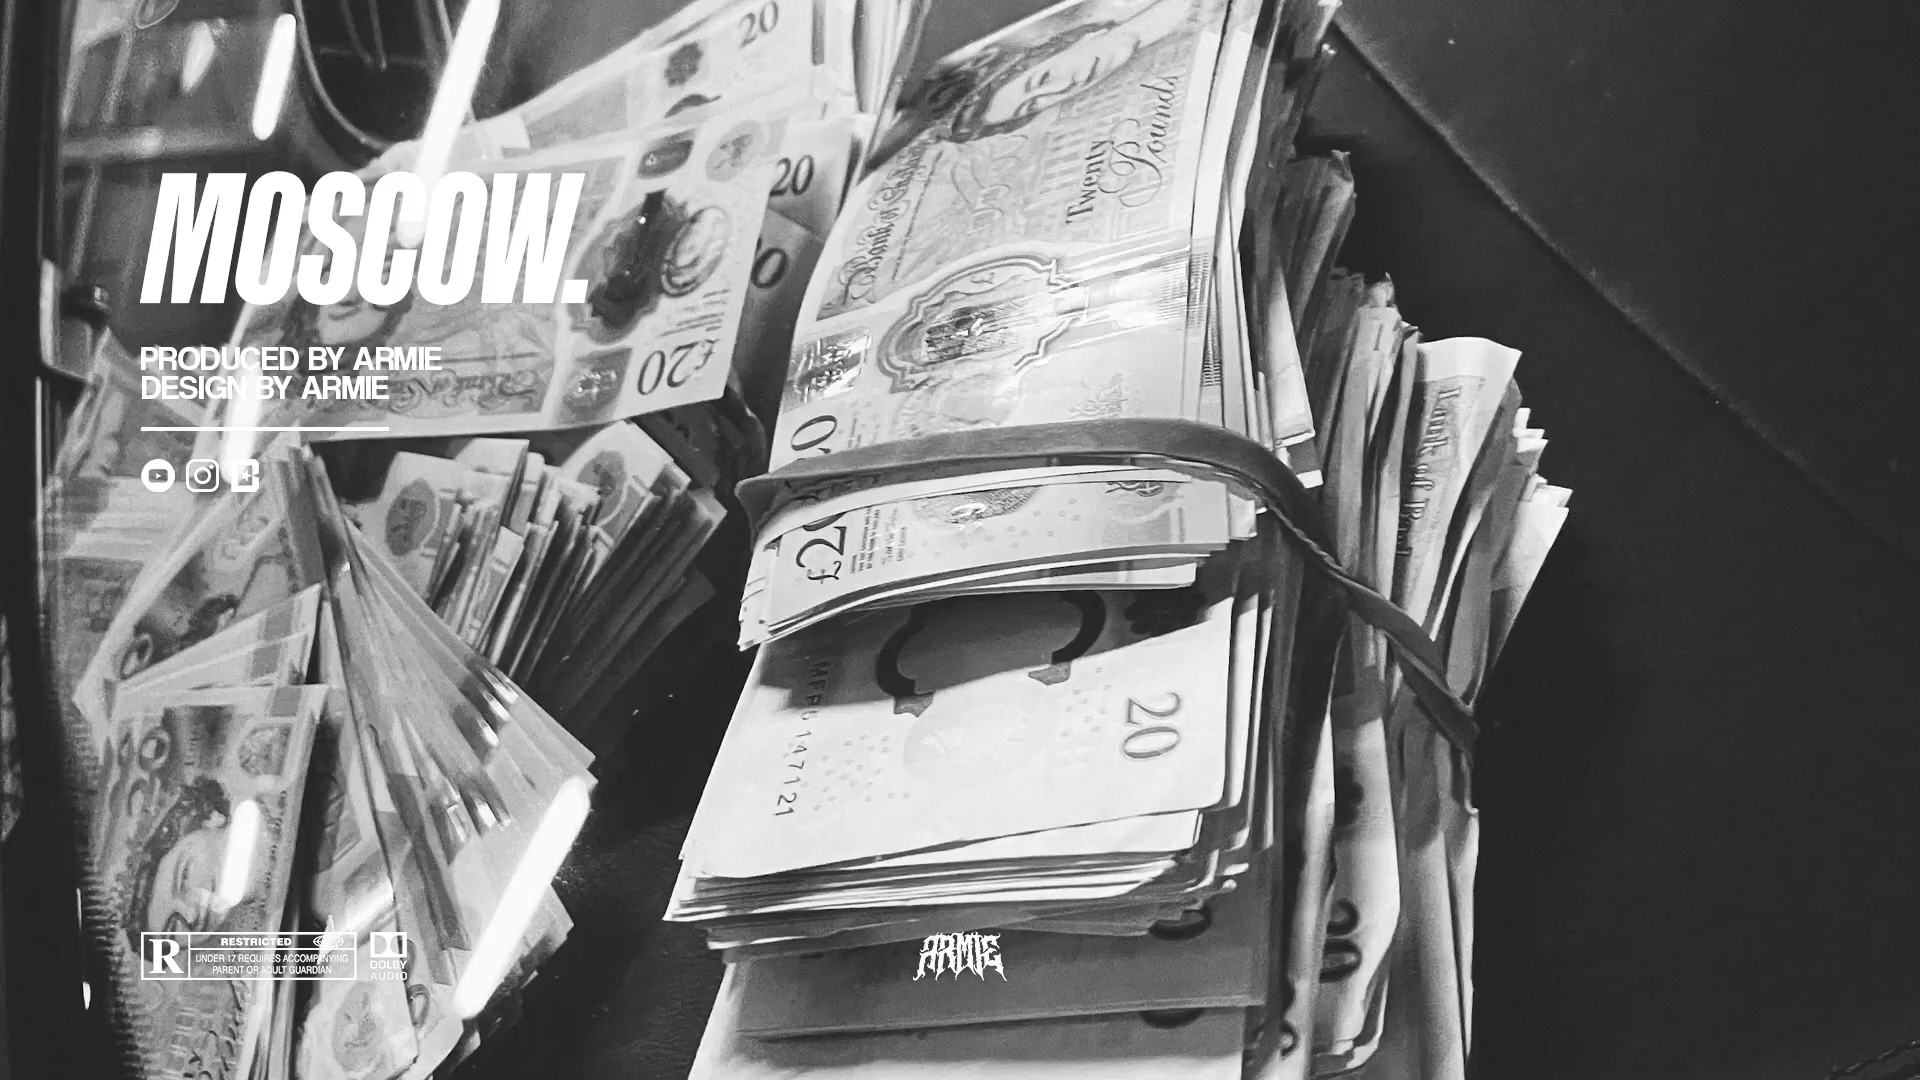 20
20
Twenty
Pounds
MOSCOW.
£20
PRODUCED BY ARMIE
DESIGN BY ARMIE
£20
20
R
RESTRICTED
UNDER 17 REQUIRES ACCOMPANYING
PARENT OR ADULT GUARDIAN
DOLBY
AUDIO
ARMIE